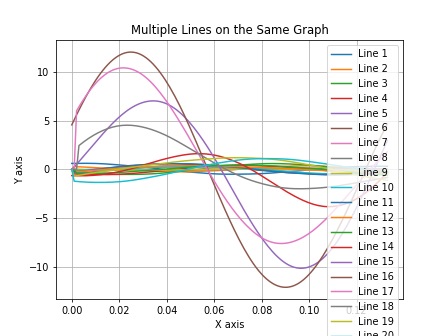 Multiple Lines on the Same Graph
Y axis
10
5
0
−5
−10
0.00
0.02
0.04
0.06
0.08
0.10
X axis
Line 1
Line 2
Line 3
Line 4
Line 5
Line 6
Line 7
Line 8
Line 9
Line 10
Line 11
Line 12
Line 13
Line 14
Line 15
Line 16
Line 17
Line 18
Line 19
Line 20